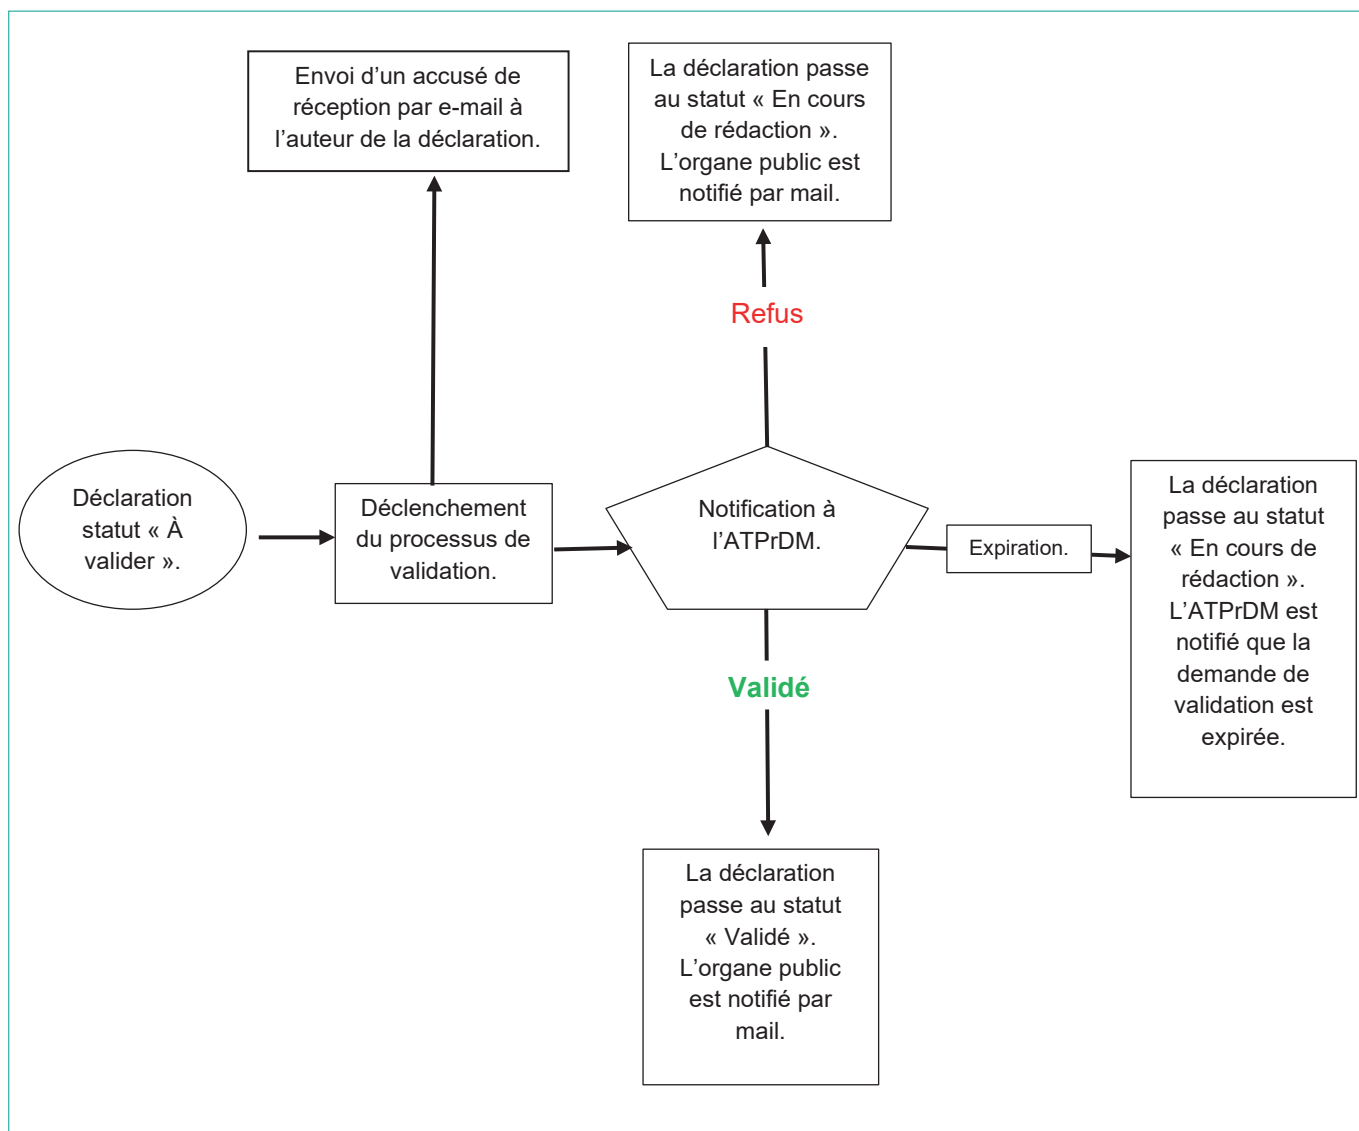 Envoi d’un accusé de
réception par e-mail à
l’auteur de la déclaration.
La déclaration passe
au statut « En cours
de rédaction ».
L’organe public est
notifié par mail.
Refus
Déclaration
statut « À
valider ».
Déclenchement
du processus de
validation.
Notification à
l’ATPrDM.
Expiration.
La déclaration
passe au statut
« En cours de
rédaction ».
L’ATPrDM est
notifié que la
demande de
validation est
expirée.
Validé
La déclaration
passe au statut
« Validé ».
L’organe public
est notifié par
mail.